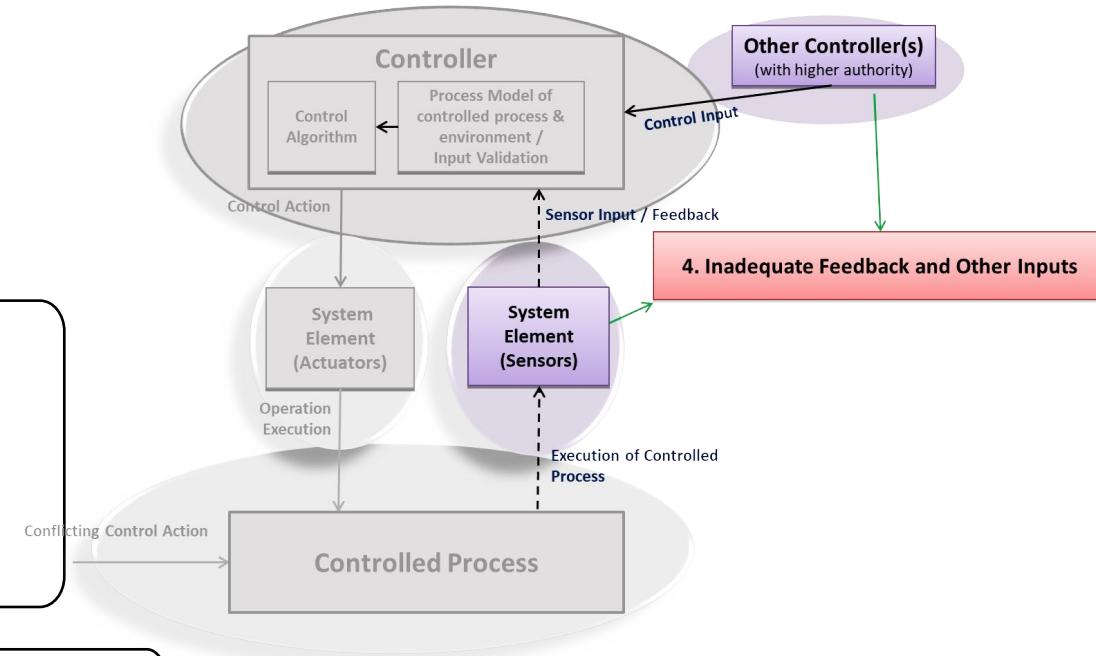 Controller
Control
Algorithm
Process Model of
controlled process &
environment /
Input Validation
Other Controller(s)
(with higher authority)
Control Input
Control Action
Sensor Input / Feedback
4. Inadequate Feedback and Other Inputs
System
Element
(Actuators)
System
Element
(Sensors)
Operation
Execution
Execution of Controlled
Process
Conflicting Control Action
Controlled Process